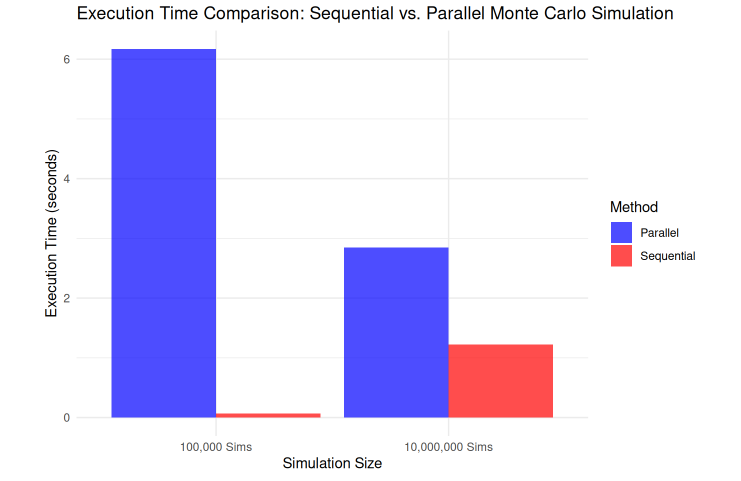 Execution Time Comparison: Sequential vs. Parallel Monte Carlo Simulation
Execution Time (seconds)
6
4
2
0
100,000 Sims
10,000,000 Sims
Simulation Size
Method
Parallel
Sequential